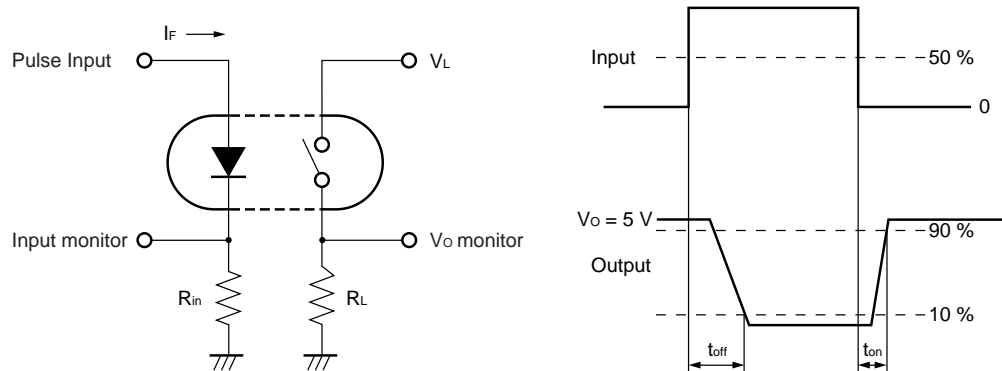 IF
Pulse Input
VL
Input monitor
VO monitor
Rin
RL
Input
50 %
0
VO = 5 V
90 %
Output
10 %
toff
ton